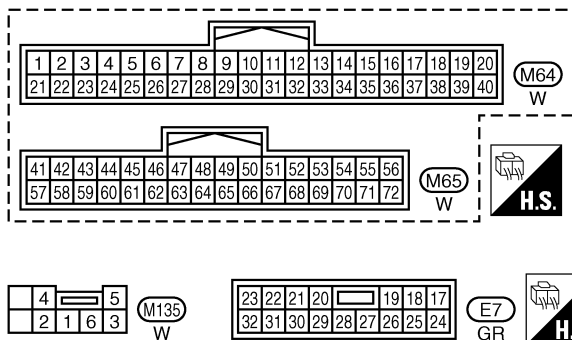 1 2 3 4 5 6 7 8 9 10 11 12 13 14 15 16 17 18 19 20
21 22 23 24 25 26 27 28 29 30 31 32 33 34 35 36 37 38 39 40
M64
W
41 42 43 44 45 46 47 48 49 50 51 52 53 54 55 56
57 58 59 60 61 62 63 64 65 66 67 68 69 70 71 72
M65
W
H.S.
4 5
2 1 6 3
M135
W
23 22 21 20 19 18 17
32 31 30 29 28 27 26 25 24
E7
GR
H.